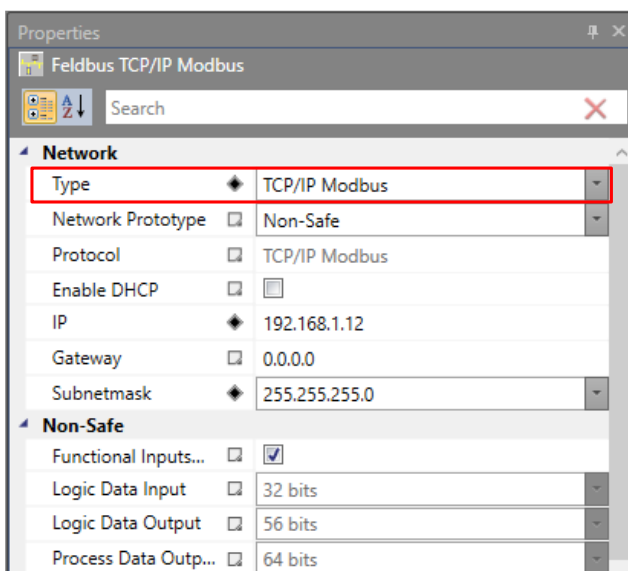 Properties
Feldbus TCP/IP Modbus
Search
Network
Type TCP/IP Modbus
Network Prototype Non-Safe
Protocol TCP/IP Modbus
Enable DHCP
IP 192.168.1.12
Gateway 0.0.0.0
Subnetmask 255.255.255.0
Non-Safe
Functional Inputs...
Logic Data Input 32 bits
Logic Data Output 56 bits
Process Data Outp... 64 bits